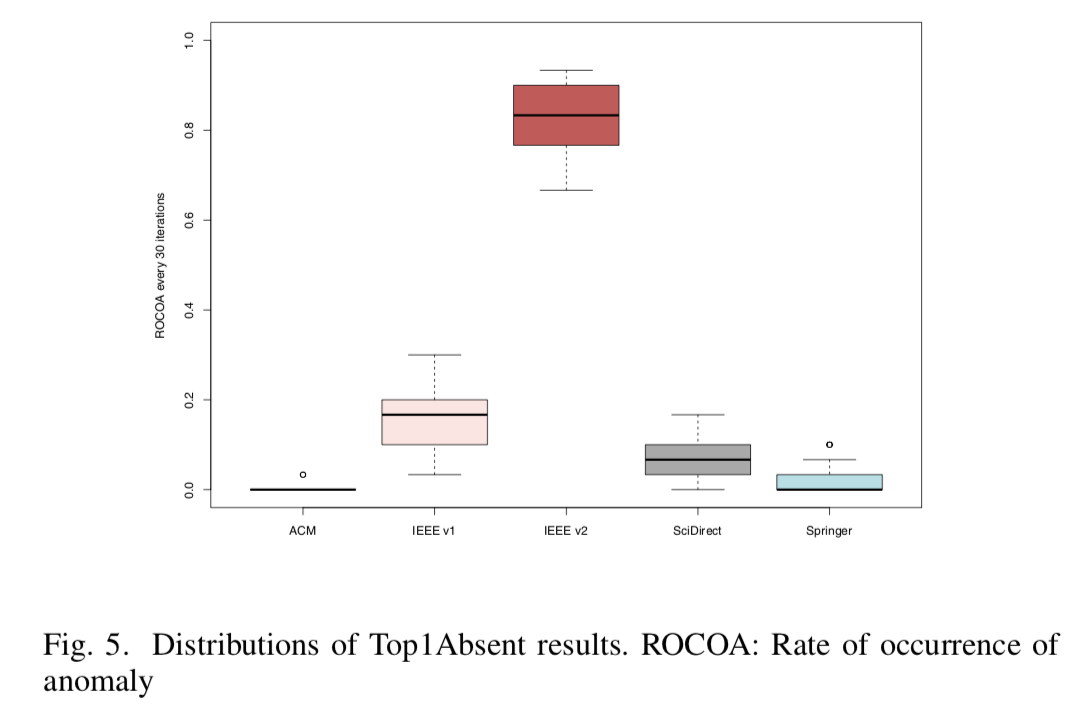 1.0
0.8
0.6
0.4
0.2
0.0
ROCOA every 30 iterations
ACM IEEE v1 IEEE v2 SciDirect Springer
Fig. 5. Distributions of Top1Absent results. ROCOA: Rate of occurrence of
anomaly